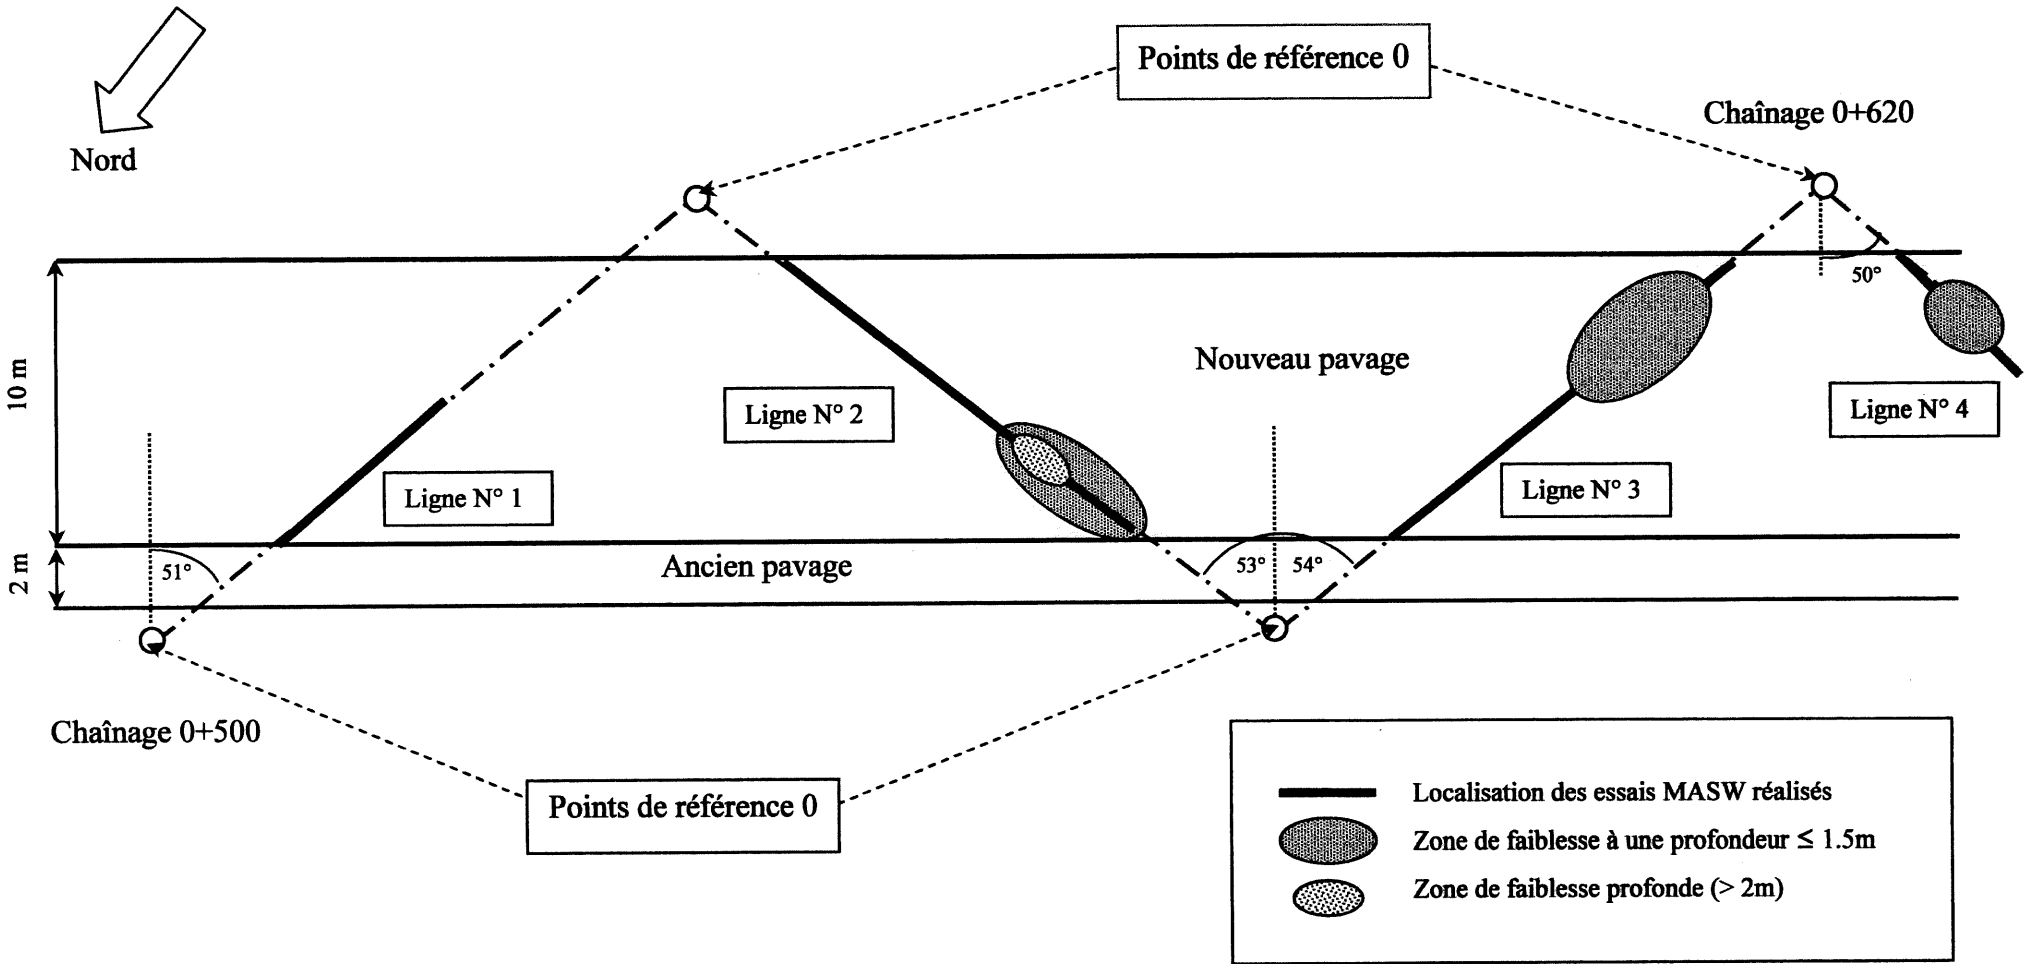 Points de référence 0
Chaînage 0+620
Nord
50°
10 m
Nouveau pavage
Ligne N° 2
Ligne N° 4
Ligne N° 1
Ligne N° 3
2 m
51°
Ancien pavage
53°
54°
Chaînage 0+500
Points de référence 0
Localisation des essais MASW réalisés
Zone de faiblesse à une profondeur ≤ 1.5m
Zone de faiblesse profonde (> 2m)